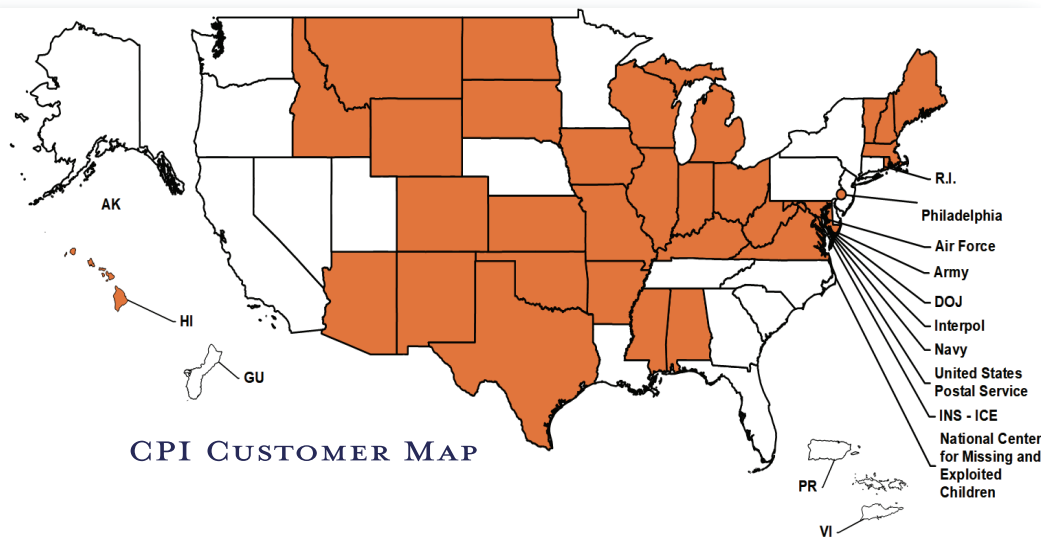 AK
HI
GU
CPI CUSTOMER MAP
R.I.
Philadelphia
Air Force
Army
DOJ
Interpol
Navy
United States
Postal Service
INS - ICE
National Center
for Missing and
Exploited
Children
PR
VI